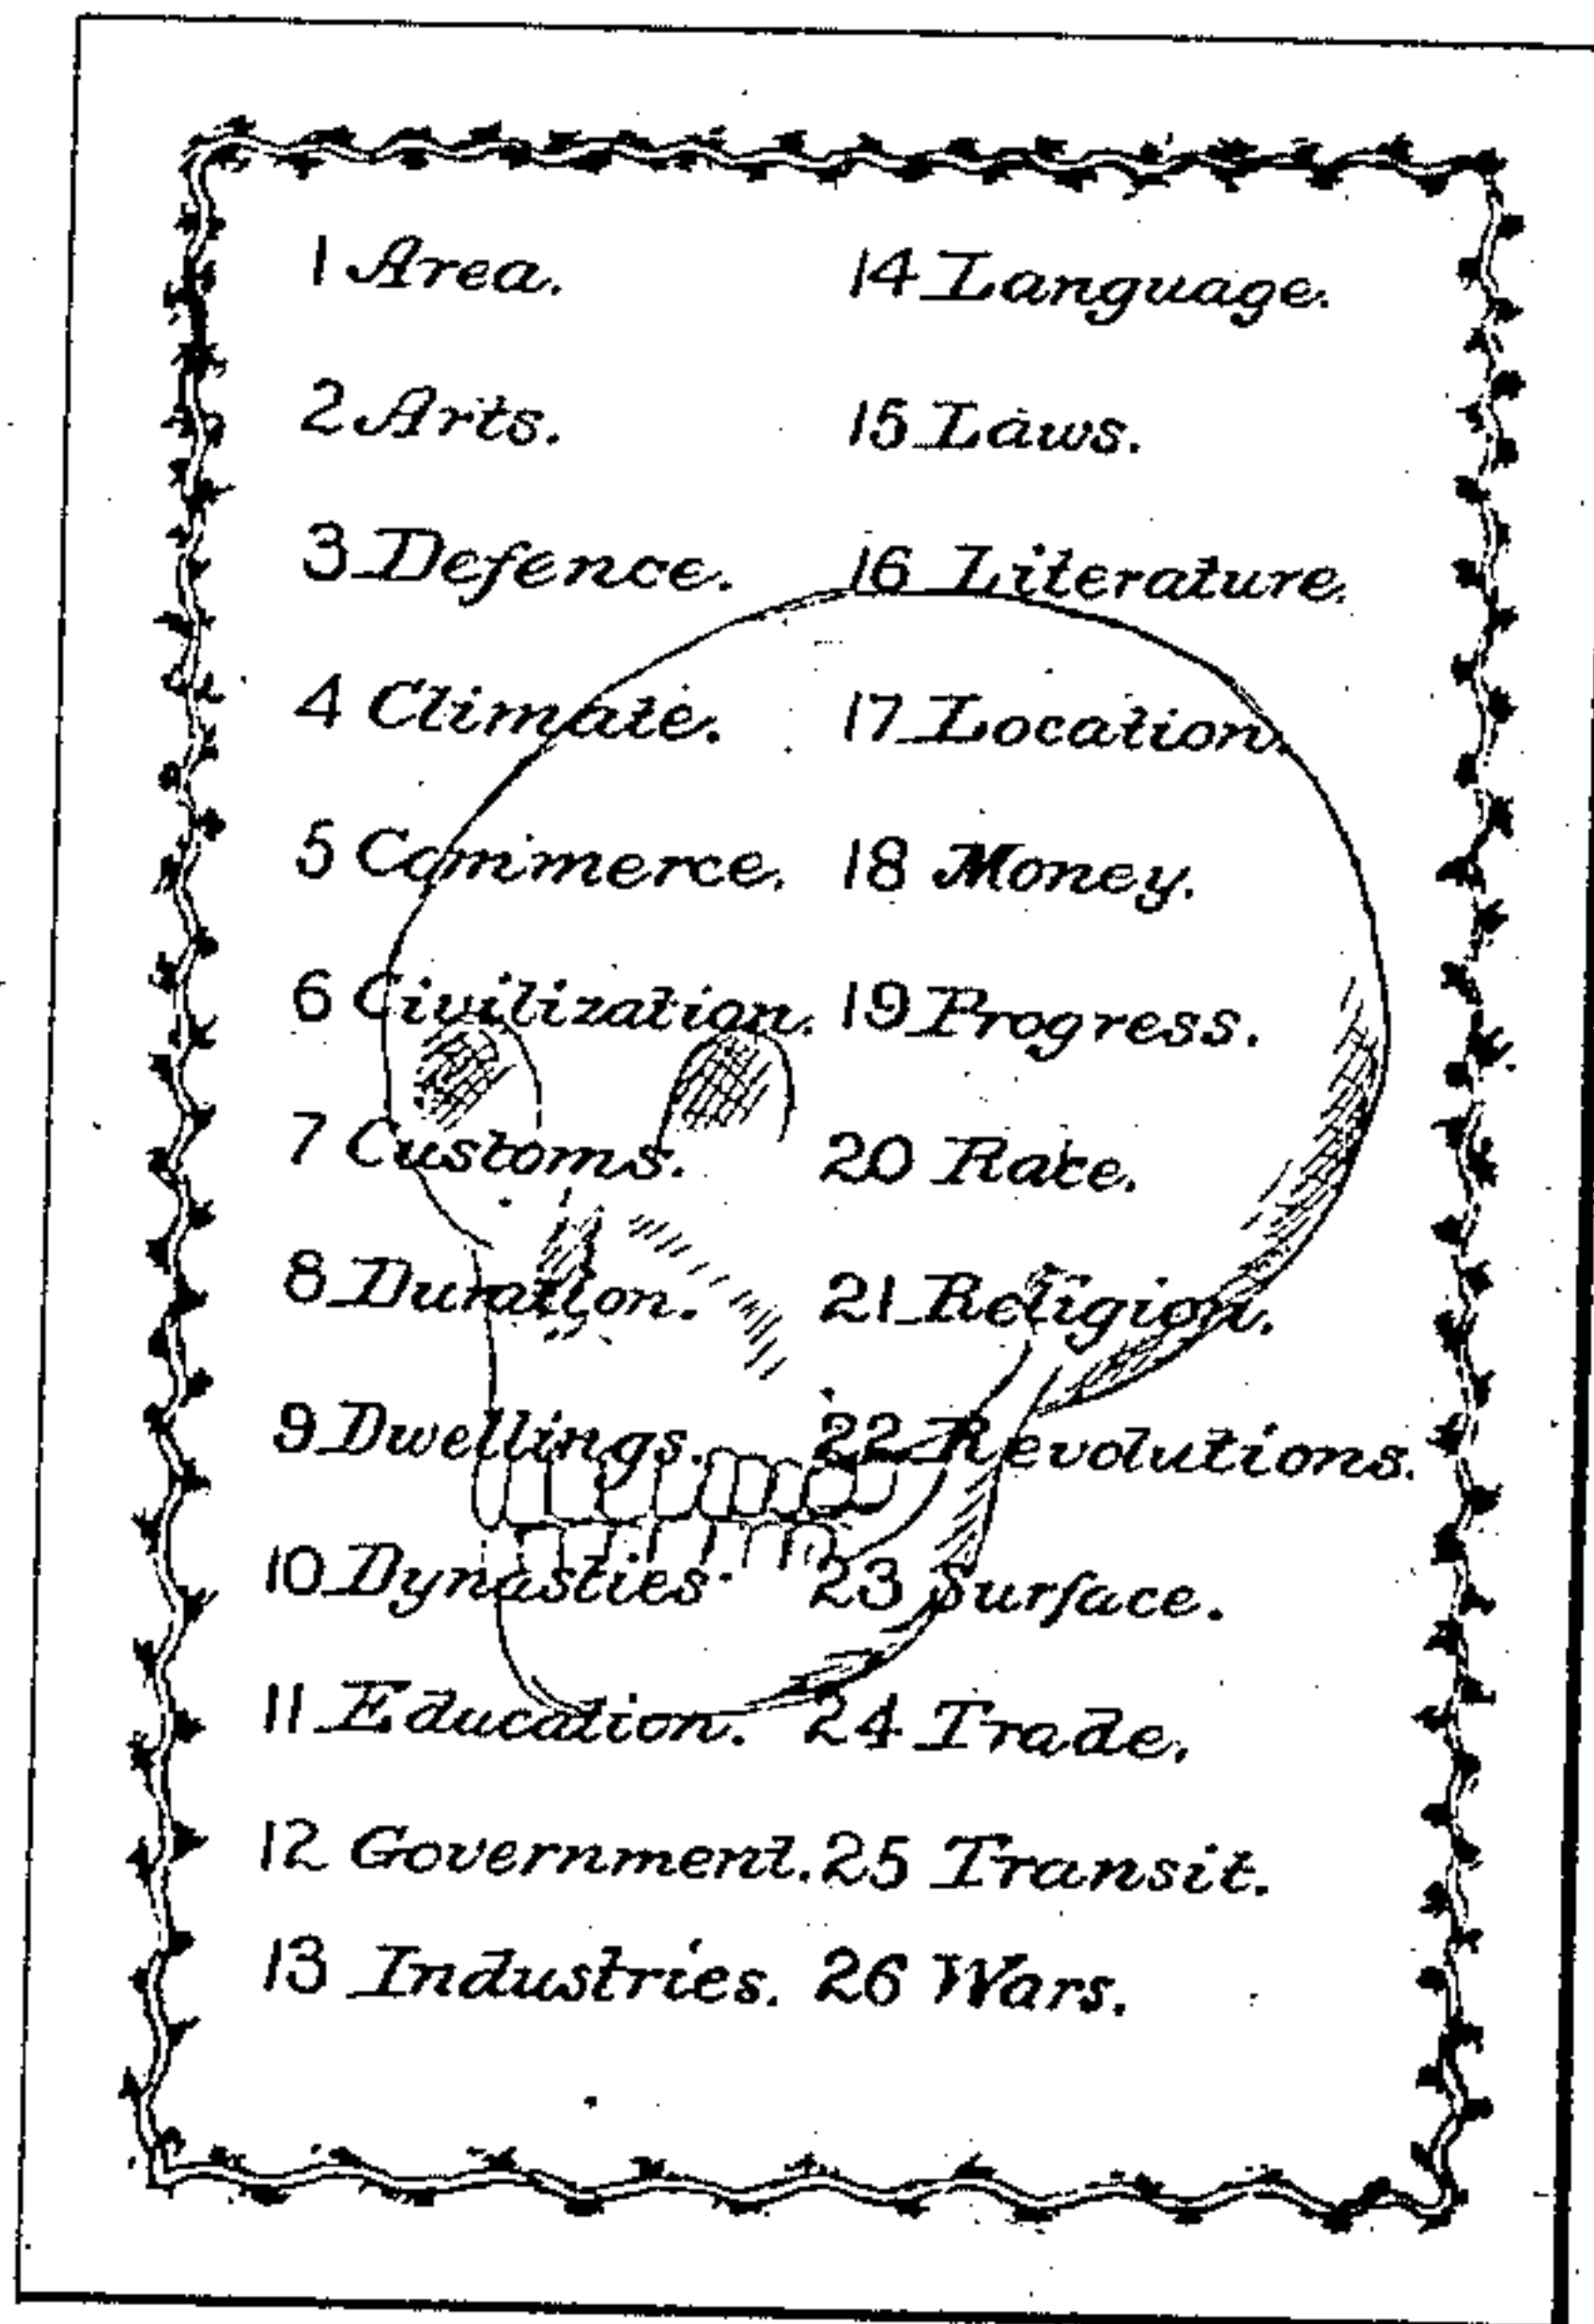 1 Area.
2 Arts.
3 Defence.
4 Climate.
5 Commerce.
6 Civilization.
7 Customs.
8 Duration.
9 Dwellings.
10 Dynasties.
11 Education.
12 Government.
13 Industries.
14 Language.
15 Laws.
16 Literature.
17 Location.
18 Money.
19 Progress.
20 Race.
21 Religion.
22 Revolutions.
23 Surface.
24 Trade.
25 Transit.
26 Wars.